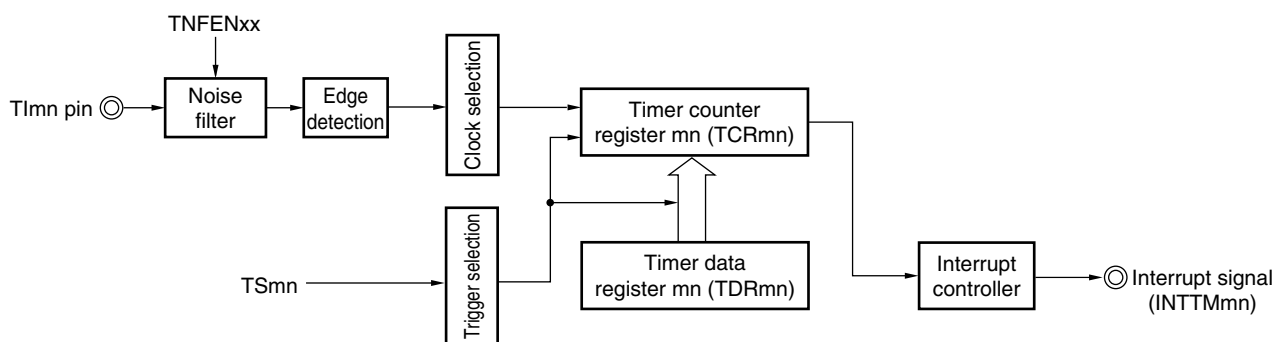 TNFENxx
TImn pin
Noise
filter
Edge
detection
Clock selection
Timer counter
register mn (TCRmn)
TSmn
Trigger selection
Timer data
register mn (TDRmn)
Interrupt
controller
Interrupt signal
(INTTMmn)